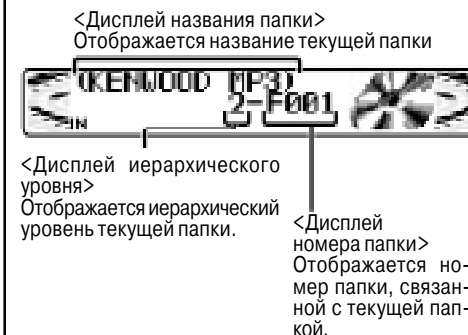 <Дисплей названия папки>
Отображается название текущей папки
(KENWOOD MP3)
2-F001
IN
<Дисплей иерархического
уровня>
Отображается иерархический
уровень текущей папки.
<Дисплей
номера папки>
Отображается но-
мер папки, связан-
ной с текущей пап-
кой.